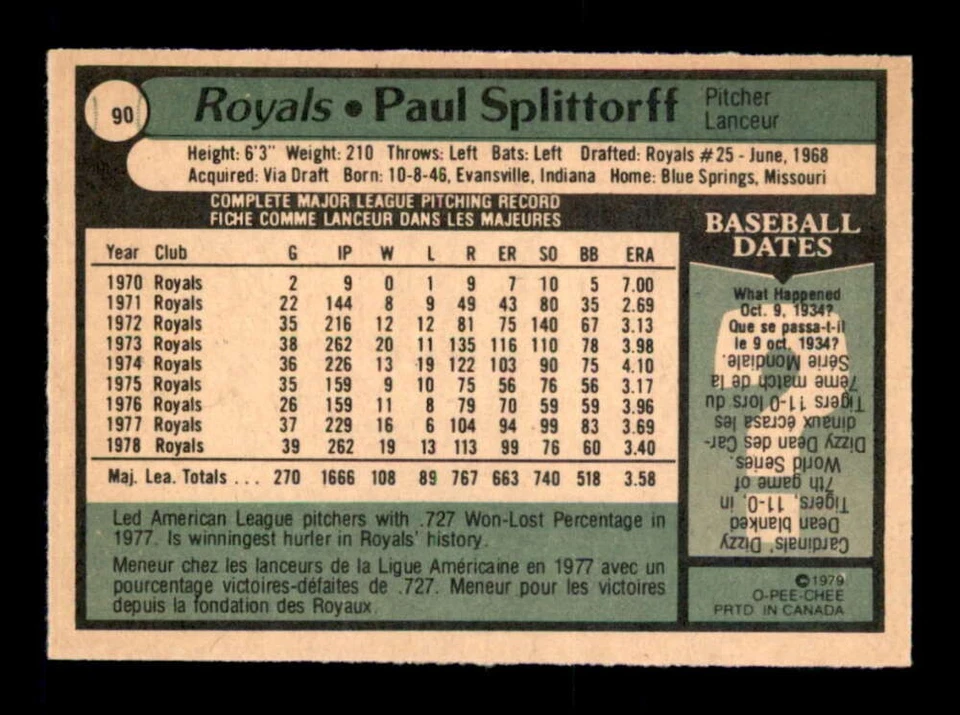 90
Royals • Paul Splittorff
Pitcher
Lanceur
Height: 6'3" Weight: 210 Throws: Left Bats: Left Drafted: Royals #25 - June, 1968
Acquired: Via Draft Born: 10-8-46, Evansville, Indiana Home: Blue Springs, Missouri
COMPLETE MAJOR LEAGUE PITCHING RECORD
FICHE COMME LANCEUR DANS LES MAJEURES
Year Club G IP W L R ER SO BB ERA
1970 Royals 2 9 0 1 9 7 10 5 7.00
1971 Royals 22 144 8 9 49 43 80 35 2.69
1972 Royals 35 216 12 12 81 75 140 67 3.13
1973 Royals 38 262 20 11 135 116 110 78 3.98
1974 Royals 36 226 13 19 122 103 90 75 4.10
1975 Royals 35 159 9 10 75 56 76 56 3.17
1976 Royals 26 159 11 8 79 70 59 59 3.96
1977 Royals 37 229 16 6 104 94 99 83 3.69
1978 Royals 39 262 19 13 113 99 76 60 3.40
Maj. Lea. Totals ... 270 1666 108 89 767 663 740 518 3.58
Led American League pitchers with .727 Won-Lost Percentage in
1977. Is winningest hurler in Royals' history.
Meneur chez les lanceurs de la Ligue Américaine en 1977 avec un
pourcentage victoires-défaites de .727. Meneur pour les victoires
depuis la fondation des Royaux.
BASEBALL
DATES
What Happened
Oct. 9, 1934?
Que se passa-t-il
le 9 oct. 1934?
Cardinals' Dizzy
Dean blanked
Tigers, 11-0, in
7th game of
World Series.
Dizzy Dean des Car-
dinaux écrasa les
Tigers 11-0 lors du
7ème match de la
Série Mondiale.
©1979
O-PEE-CHEE
PRTD IN CANADA